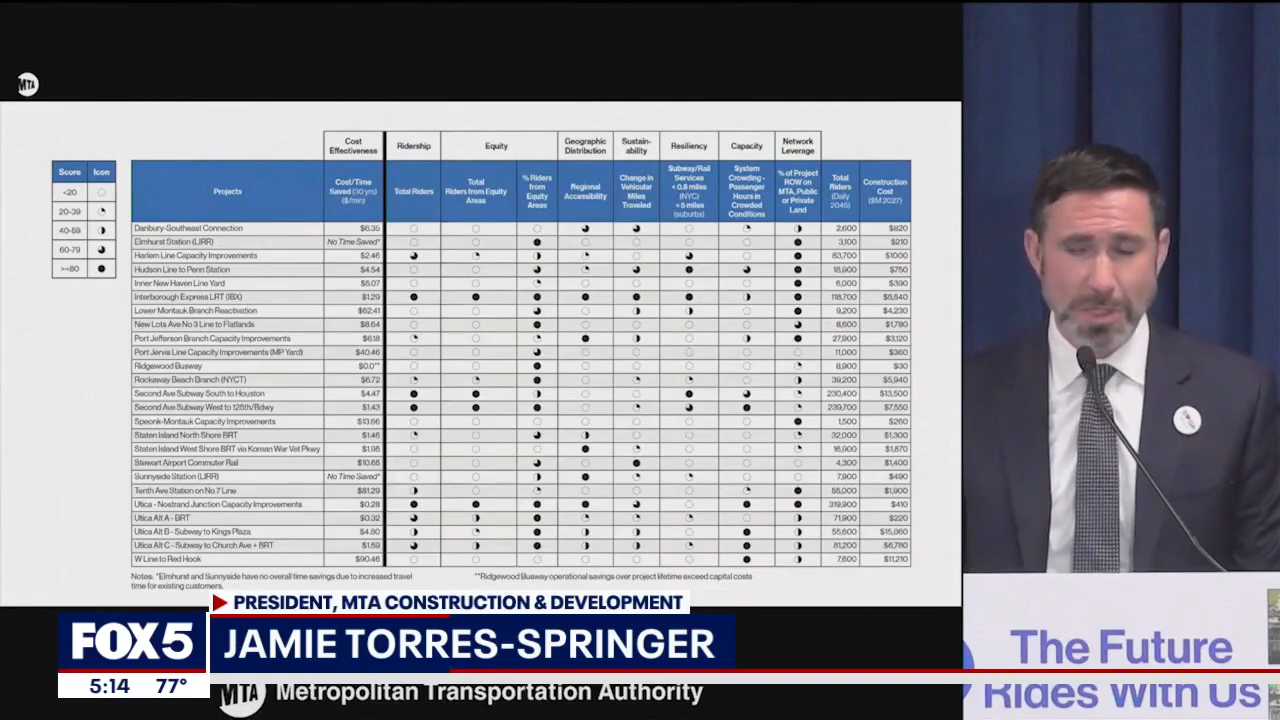 MTA
Cost Effectiveness
Ridership
Equity
Geographic Distribution
Sustain-ability
Resiliency
Capacity
Network Leverage
Score Icon
<20
20-39
40-59
60-79
>=80
Projects
Cost/Time Saved (30 yrs) ($/min)
Total Riders
Total Riders from Equity Areas
% Riders from Equity Areas
Regional Accessibility
Change in Vehicular Miles Traveled
Subway/Rail Services < 0.5 miles (NYC) < 5 miles (suburbs)
System Crowding - Passenger Hours in Crowded Conditions
% of Project ROW on MTA, Public or Private Land
Total Riders (Daily 2045)
Construction Cost ($M 2027)
Danbury-Southeast Connection $6.35 2,600 $820
Elmhurst Station (LIRR) No Time Saved* 3,100 $210
Harlem Line Capacity Improvements $2.46 63,700 $1000
Hudson Line to Penn Station $4.54 18,900 $750
Inner New Haven Line Yard $5.07 6,000 $390
Interborough Express LRT (IBX) $1.29 118,700 $5,540
Lower Montauk Branch Reactivation $62.41 9,200 $4,230
New Lots Ave No 3 Line to Flatlands $8.64 8,600 $1,780
Port Jefferson Branch Capacity Improvements $6.18 27,900 $3,120
Port Jervis Line Capacity Improvements (MP Yard) $40.46 11,000 $360
Ridgewood Busway $0.0** 8,900 $30
Rockaway Beach Branch (NYCT) $6.72 39,200 $5,940
Second Ave Subway South to Houston $4.47 230,400 $13,500
Second Ave Subway West to 125th/Bdwy $1.43 239,700 $7,550
Speonk-Montauk Capacity Improvements $13.66 1,500 $260
Staten Island North Shore BRT $1.46 32,000 $1,300
Staten Island West Shore BRT via Korean War Vet Pkwy $1.95 16,900 $1,870
Stewart Airport Commuter Rail $10.65 4,300 $1,400
Sunnyside Station (LIRR) No Time Saved* 7,900 $490
Tenth Ave Station on No 7 Line $81.29 55,000 $1,900
Utica - Nostrand Junction Capacity Improvements $0.28 319,900 $410
Utica Alt A - BRT $0.32 71,900 $220
Utica Alt B - Subway to Kings Plaza $4.80 55,600 $15,860
Utica Alt C - Subway to Church Ave + BRT $1.59 81,200 $6,780
W Line to Red Hook $90.46 7,600 $11,210
Notes: *Elmhurst and Sunnyside have no overall time savings due to increased travel
time for existing customers.
**Ridgewood Busway operational savings over project lifetime exceed capital costs
PRESIDENT, MTA CONSTRUCTION & DEVELOPMENT
FOX 5
JAMIE TORRES-SPRINGER
5:14 77°
MTA Metropolitan Transportation Authority
The Future
Rides With Us